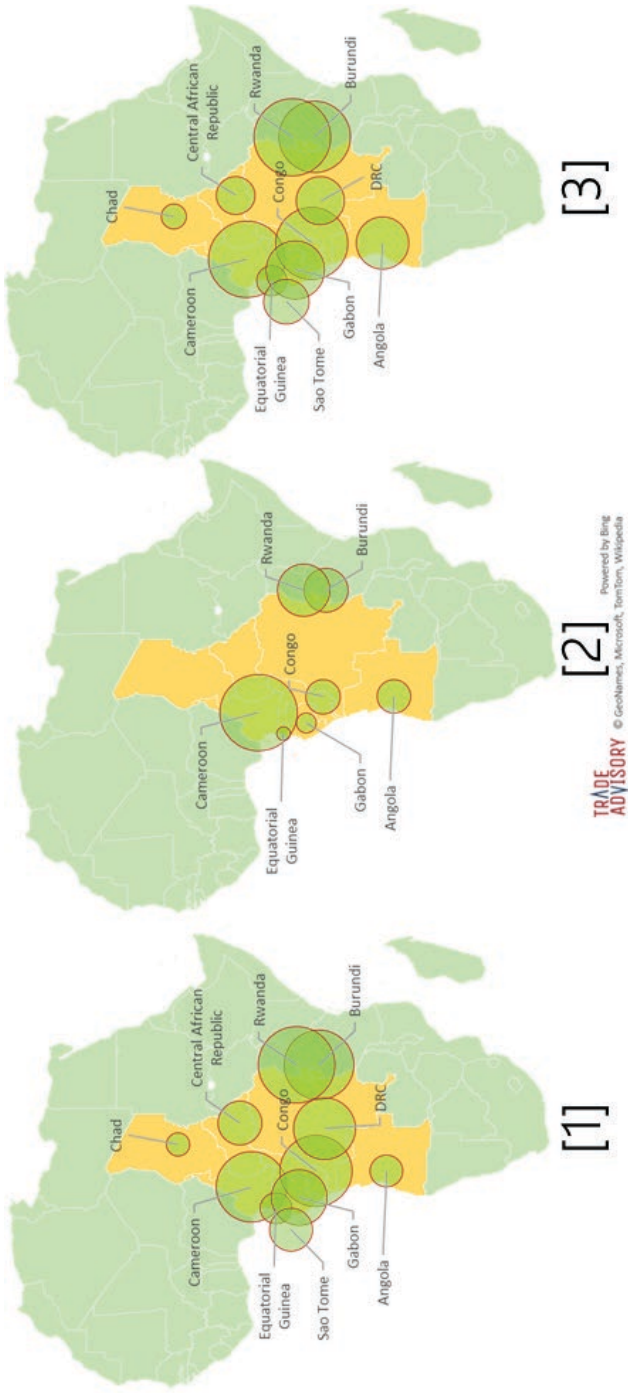 Chad
Central African
Republic
Rwanda
Cameroon
Congo
Burundi
Equatorial
Guinea
Sao Tome
Gabon
DRC
Angola
[1]
Rwanda
Cameroon
Congo
Burundi
Equatorial
Guinea
Gabon
Angola
[2]
TRADE
ADVISORY
Powered by Bing
© GeoNames, Microsoft, TomTom, Wikipedia
Chad
Central African
Republic
Rwanda
Cameroon
Congo
Burundi
Equatorial
Guinea
Sao Tome
Gabon
DRC
Angola
[3]